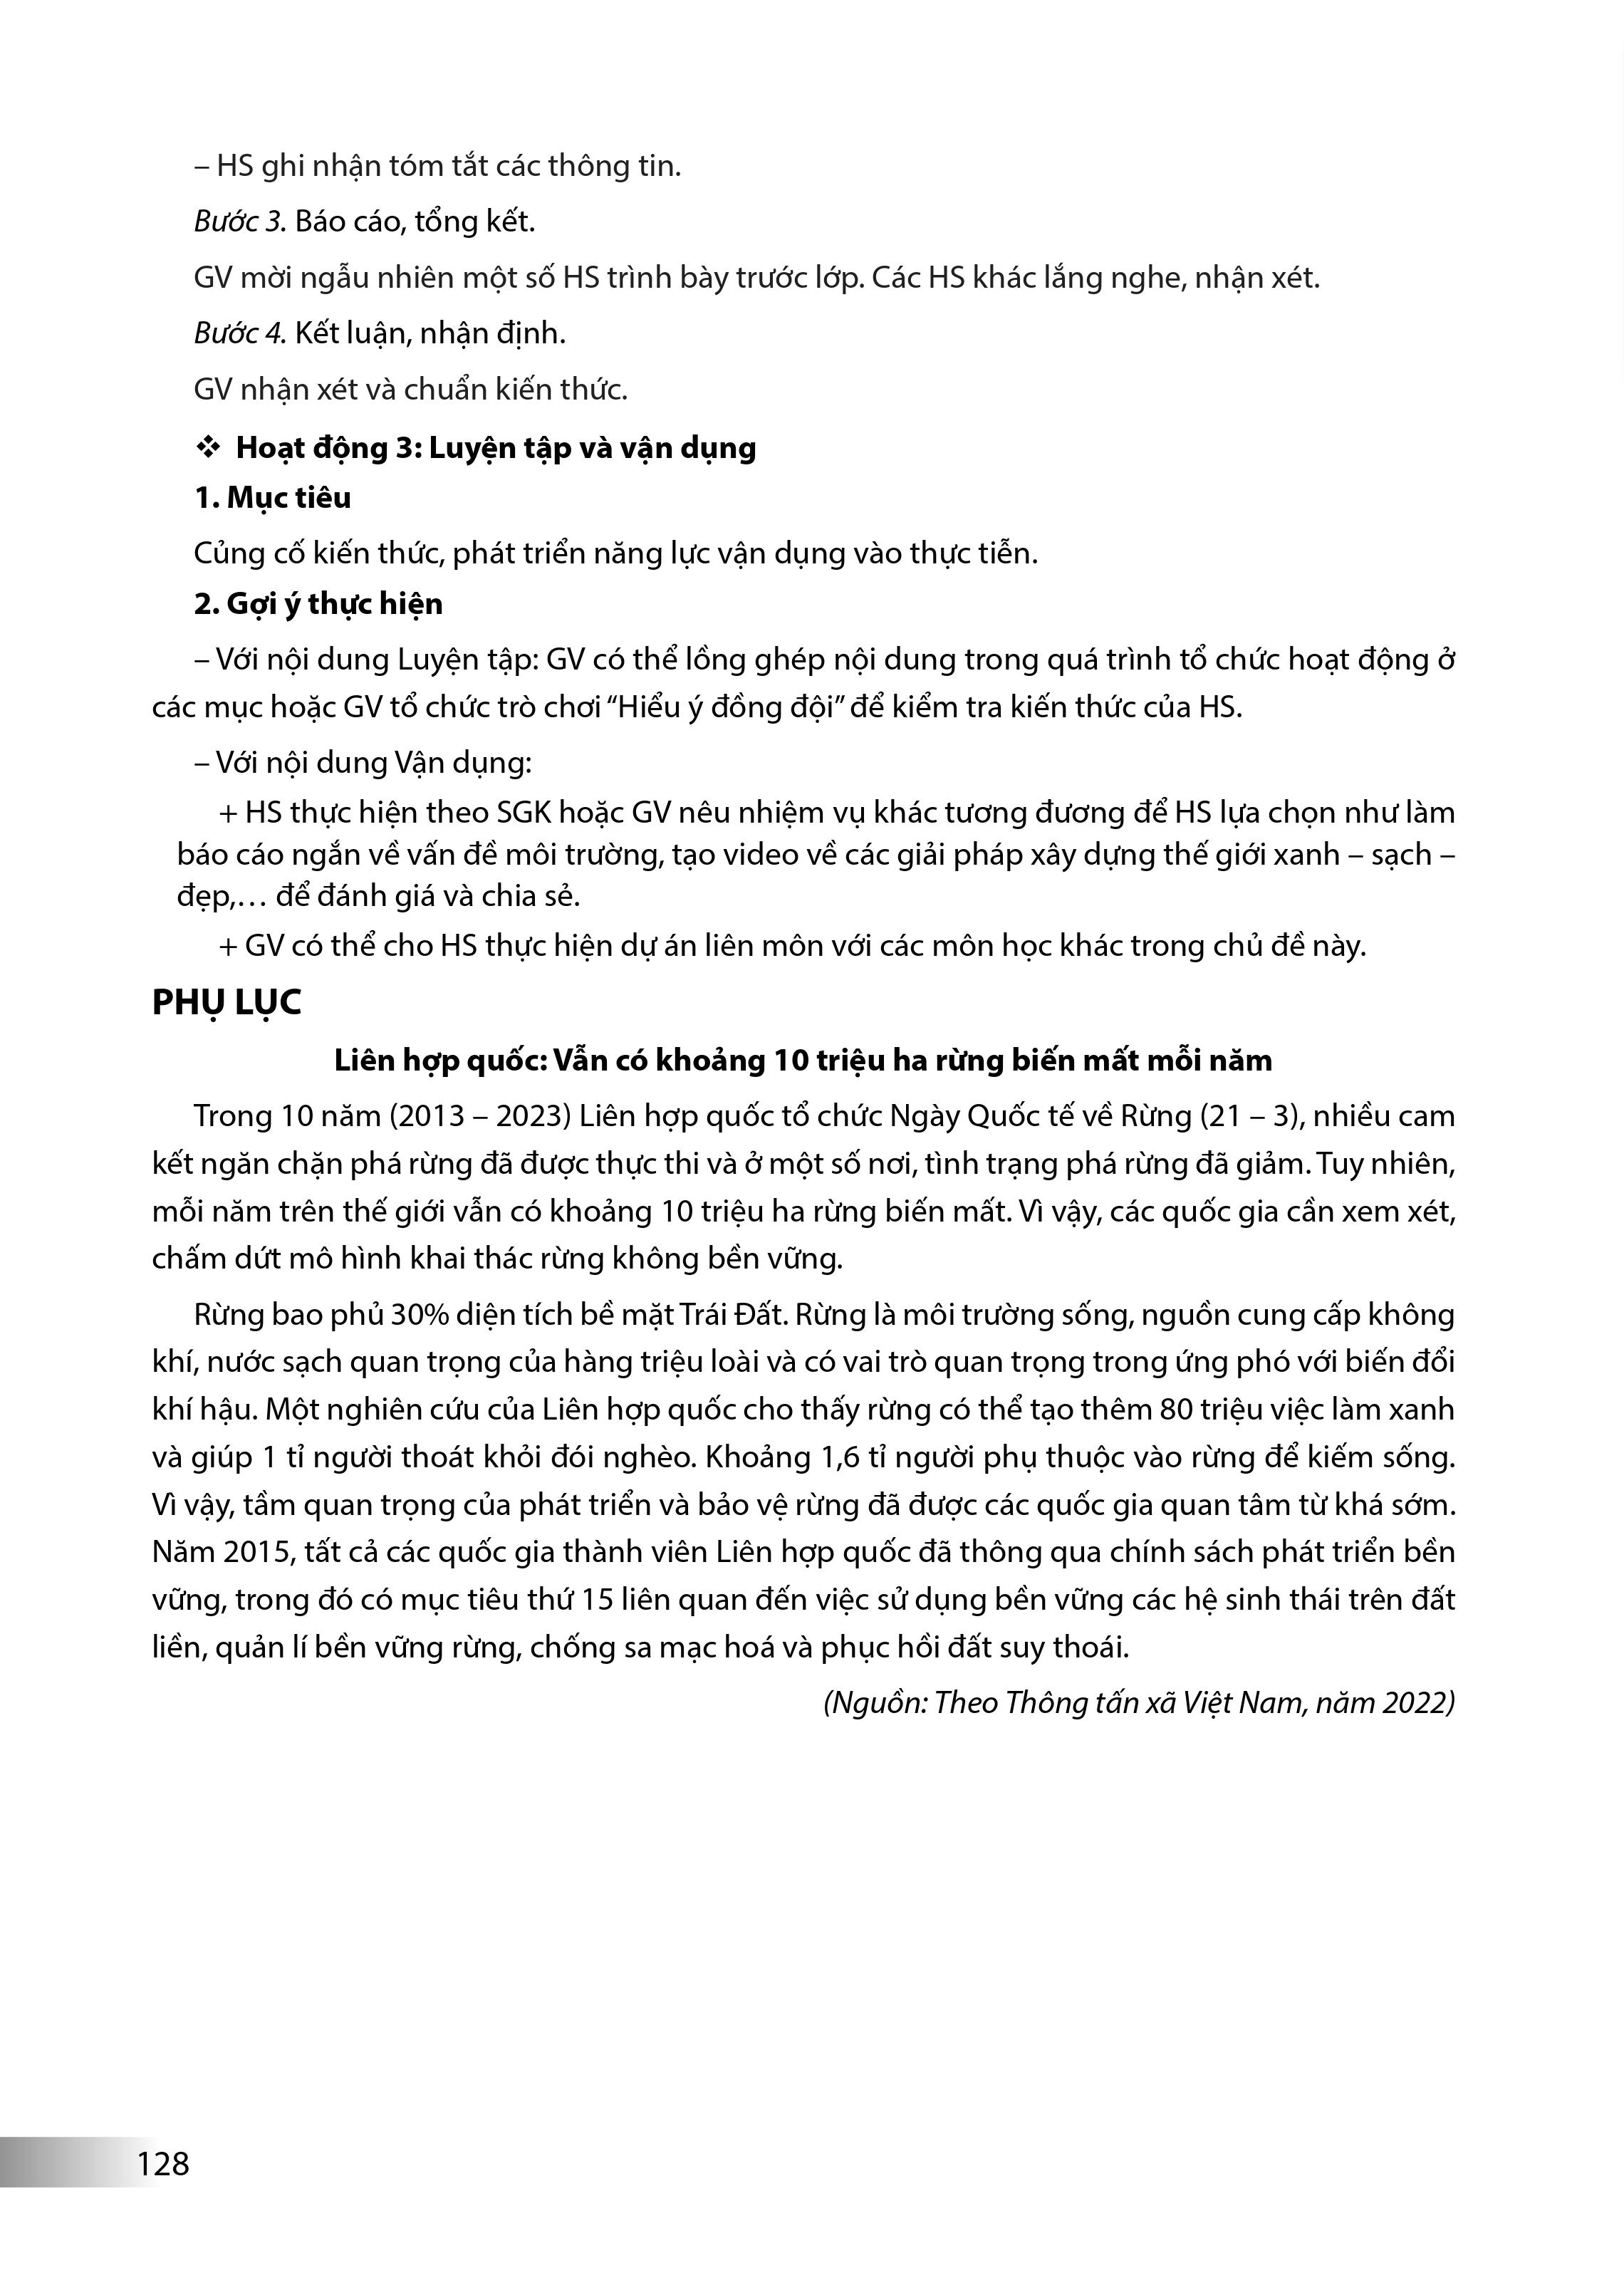 – HS ghi nhận tóm tắt các thông tin.
Bước 3. Báo cáo, tổng kết.
GV mời ngẫu nhiên một số HS trình bày trước lớp. Các HS khác lắng nghe, nhận xét.
Bước 4. Kết luận, nhận định.
GV nhận xét và chuẩn kiến thức.
❖ Hoạt động 3: Luyện tập và vận dụng
1. Mục tiêu
Củng cố kiến thức, phát triển năng lực vận dụng vào thực tiễn.
2. Gợi ý thực hiện
– Với nội dung Luyện tập: GV có thể lồng ghép nội dung trong quá trình tổ chức hoạt động ở
các mục hoặc GV tổ chức trò chơi “Hiểu ý đồng đội” để kiểm tra kiến thức của HS.
– Với nội dung Vận dụng:
+ HS thực hiện theo SGK hoặc GV nêu nhiệm vụ khác tương đương để HS lựa chọn như làm
báo cáo ngắn về vấn đề môi trường, tạo video về các giải pháp xây dựng thế giới xanh – sạch –
đẹp,… để đánh giá và chia sẻ.
+ GV có thể cho HS thực hiện dự án liên môn với các môn học khác trong chủ đề này.
PHỤ LỤC
Liên hợp quốc: Vẫn có khoảng 10 triệu ha rừng biến mất mỗi năm
Trong 10 năm (2013 – 2023) Liên hợp quốc tổ chức Ngày Quốc tế về Rừng (21 – 3), nhiều cam
kết ngăn chặn phá rừng đã được thực thi và ở một số nơi, tình trạng phá rừng đã giảm. Tuy nhiên,
mỗi năm trên thế giới vẫn có khoảng 10 triệu ha rừng biến mất. Vì vậy, các quốc gia cần xem xét,
chấm dứt mô hình khai thác rừng không bền vững.
Rừng bao phủ 30% diện tích bề mặt Trái Đất. Rừng là môi trường sống, nguồn cung cấp không
khí, nước sạch quan trọng của hàng triệu loài và có vai trò quan trọng trong ứng phó với biến đổi
khí hậu. Một nghiên cứu của Liên hợp quốc cho thấy rừng có thể tạo thêm 80 triệu việc làm xanh
và giúp 1 tỉ người thoát khỏi đói nghèo. Khoảng 1,6 tỉ người phụ thuộc vào rừng để kiếm sống.
Vì vậy, tầm quan trọng của phát triển và bảo vệ rừng đã được các quốc gia quan tâm từ khá sớm.
Năm 2015, tất cả các quốc gia thành viên Liên hợp quốc đã thông qua chính sách phát triển bền
vững, trong đó có mục tiêu thứ 15 liên quan đến việc sử dụng bền vững các hệ sinh thái trên đất
liền, quản lí bền vững rừng, chống sa mạc hoá và phục hồi đất suy thoái.
(Nguồn: Theo Thông tấn xã Việt Nam, năm 2022)
128